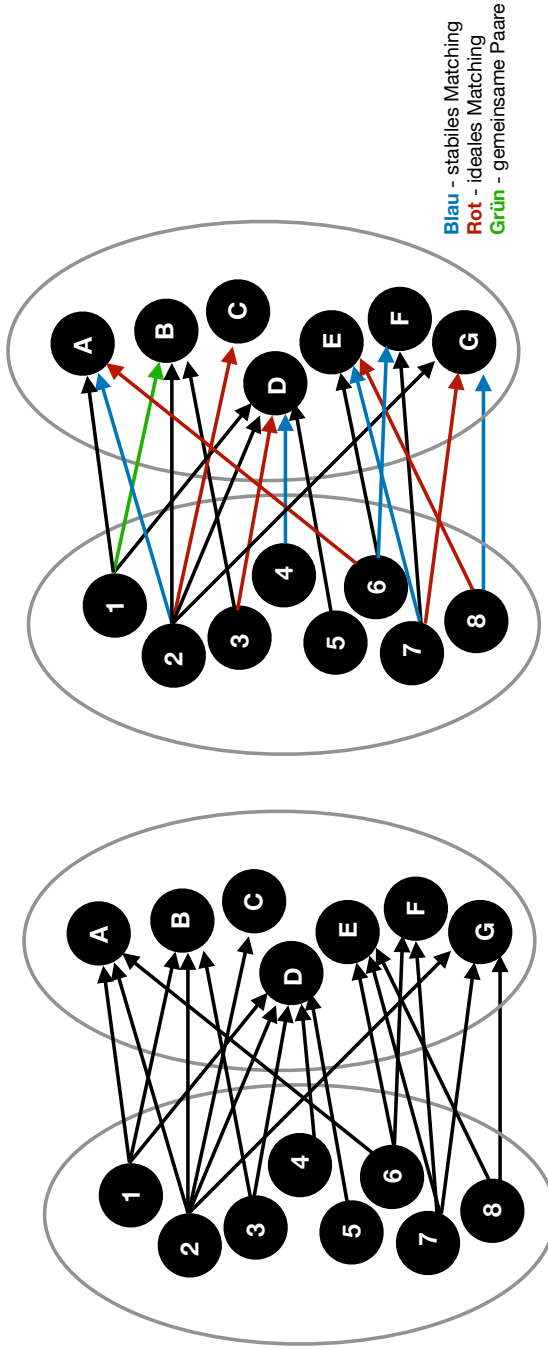 1
2
3
4
5
6
7
8
A
B
C
D
E
F
G
1
2
3
4
5
6
7
8
A
B
C
D
E
F
G
Blau - stabiles Matching
Rot - ideales Matching
Grün - gemeinsame Paare